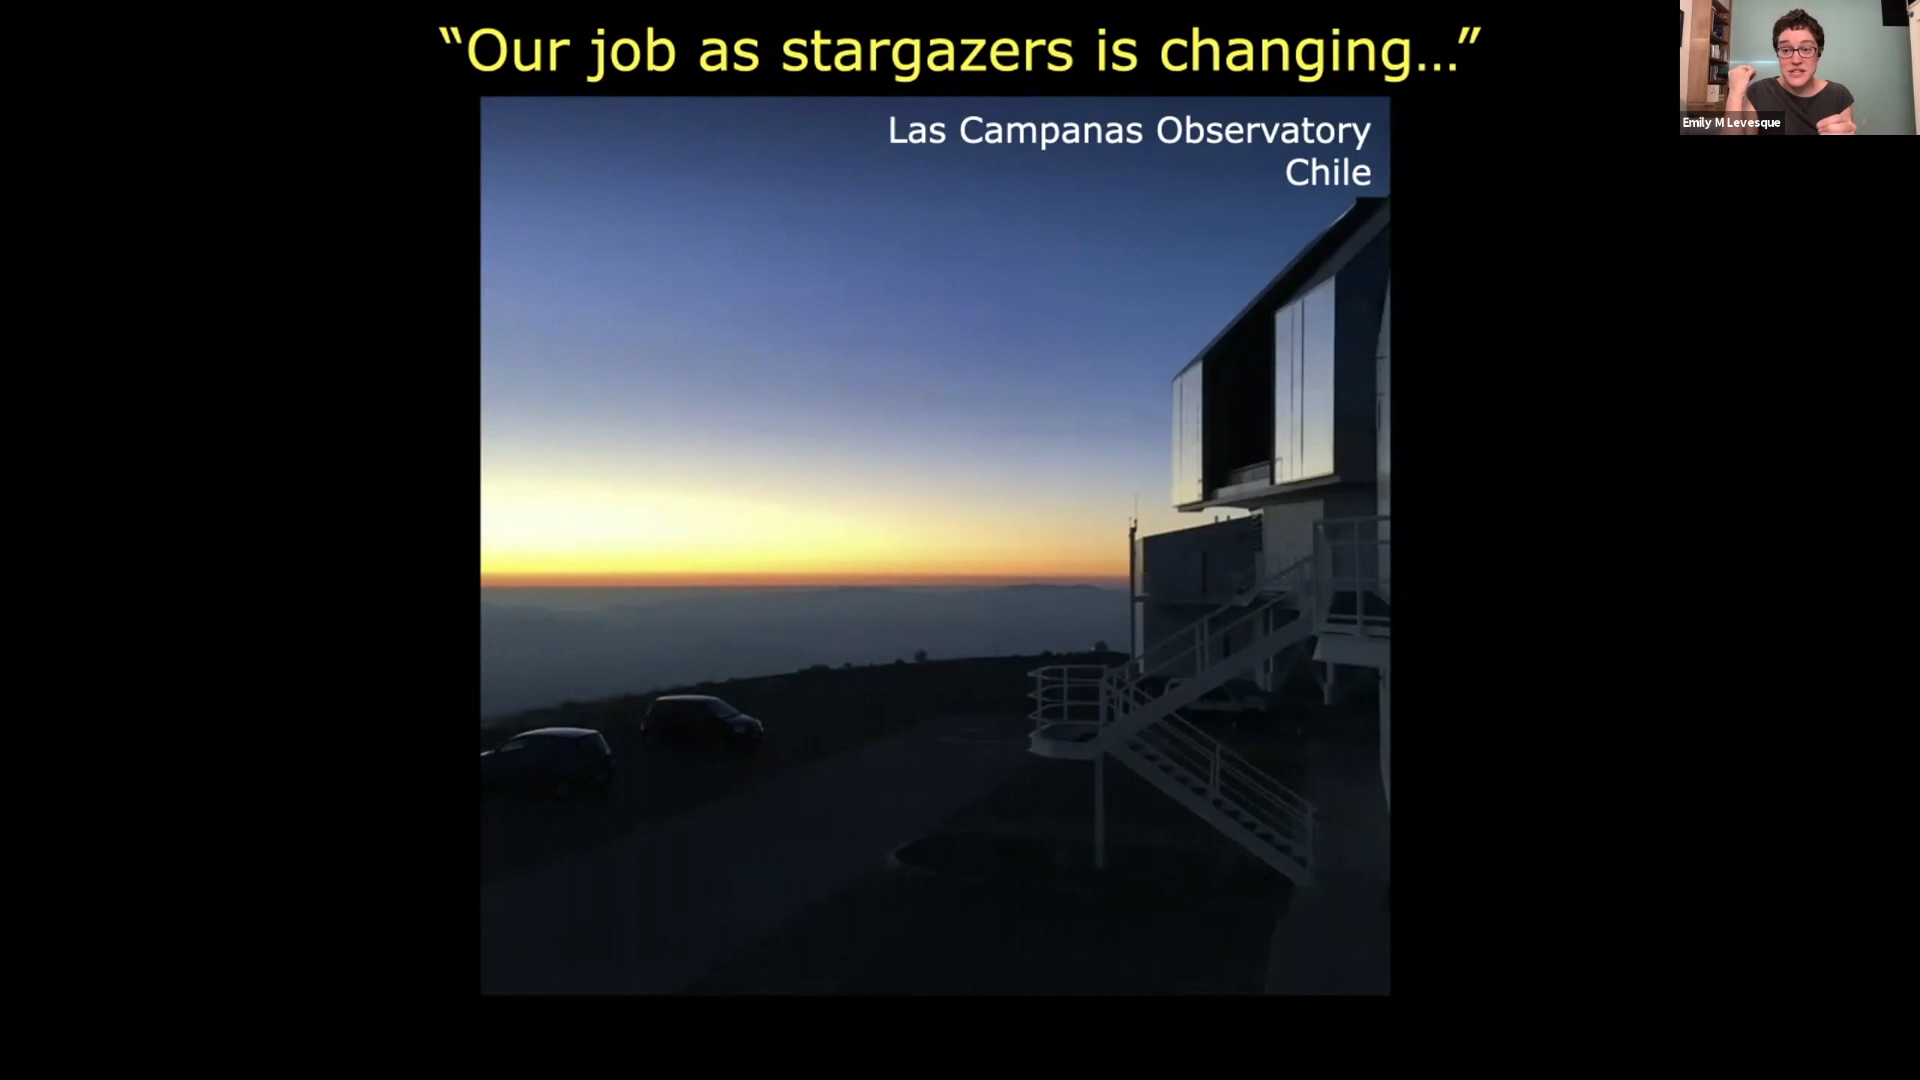 “Our job as stargazers is changing...”
Las Campanas Observatory
Chile
Emily M Levesque